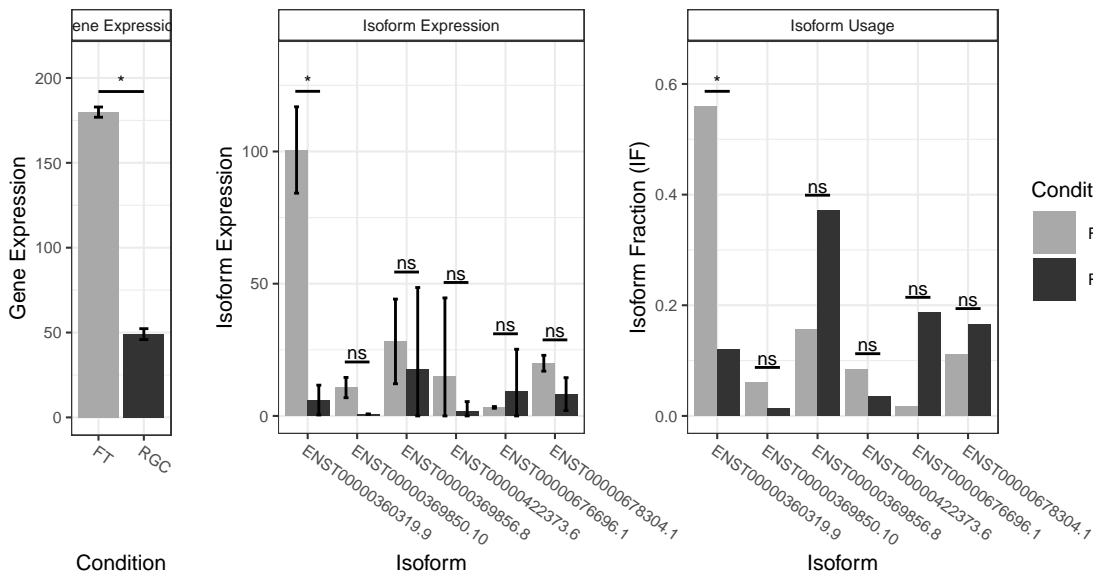 ene Expressio
Isoform Expression
Isoform Usage
Gene Expression
200
150
100
50
0
*
FT
RGC
Condition
Isoform Expression
100
50
0
*
ns
ns
ns
ns
ns
ENST00000360319.9
ENST00000369850.10
ENST00000369856.8
ENST00000422373.6
ENST00000676696.1
ENST00000678304.1
Isoform
Isoform Fraction (IF)
0.6
0.4
0.2
0.0
*
ns
ns
ns
ns
ns
ENST00000360319.9
ENST00000369850.10
ENST00000369856.8
ENST00000422373.6
ENST00000676696.1
ENST00000678304.1
Isoform
Condit